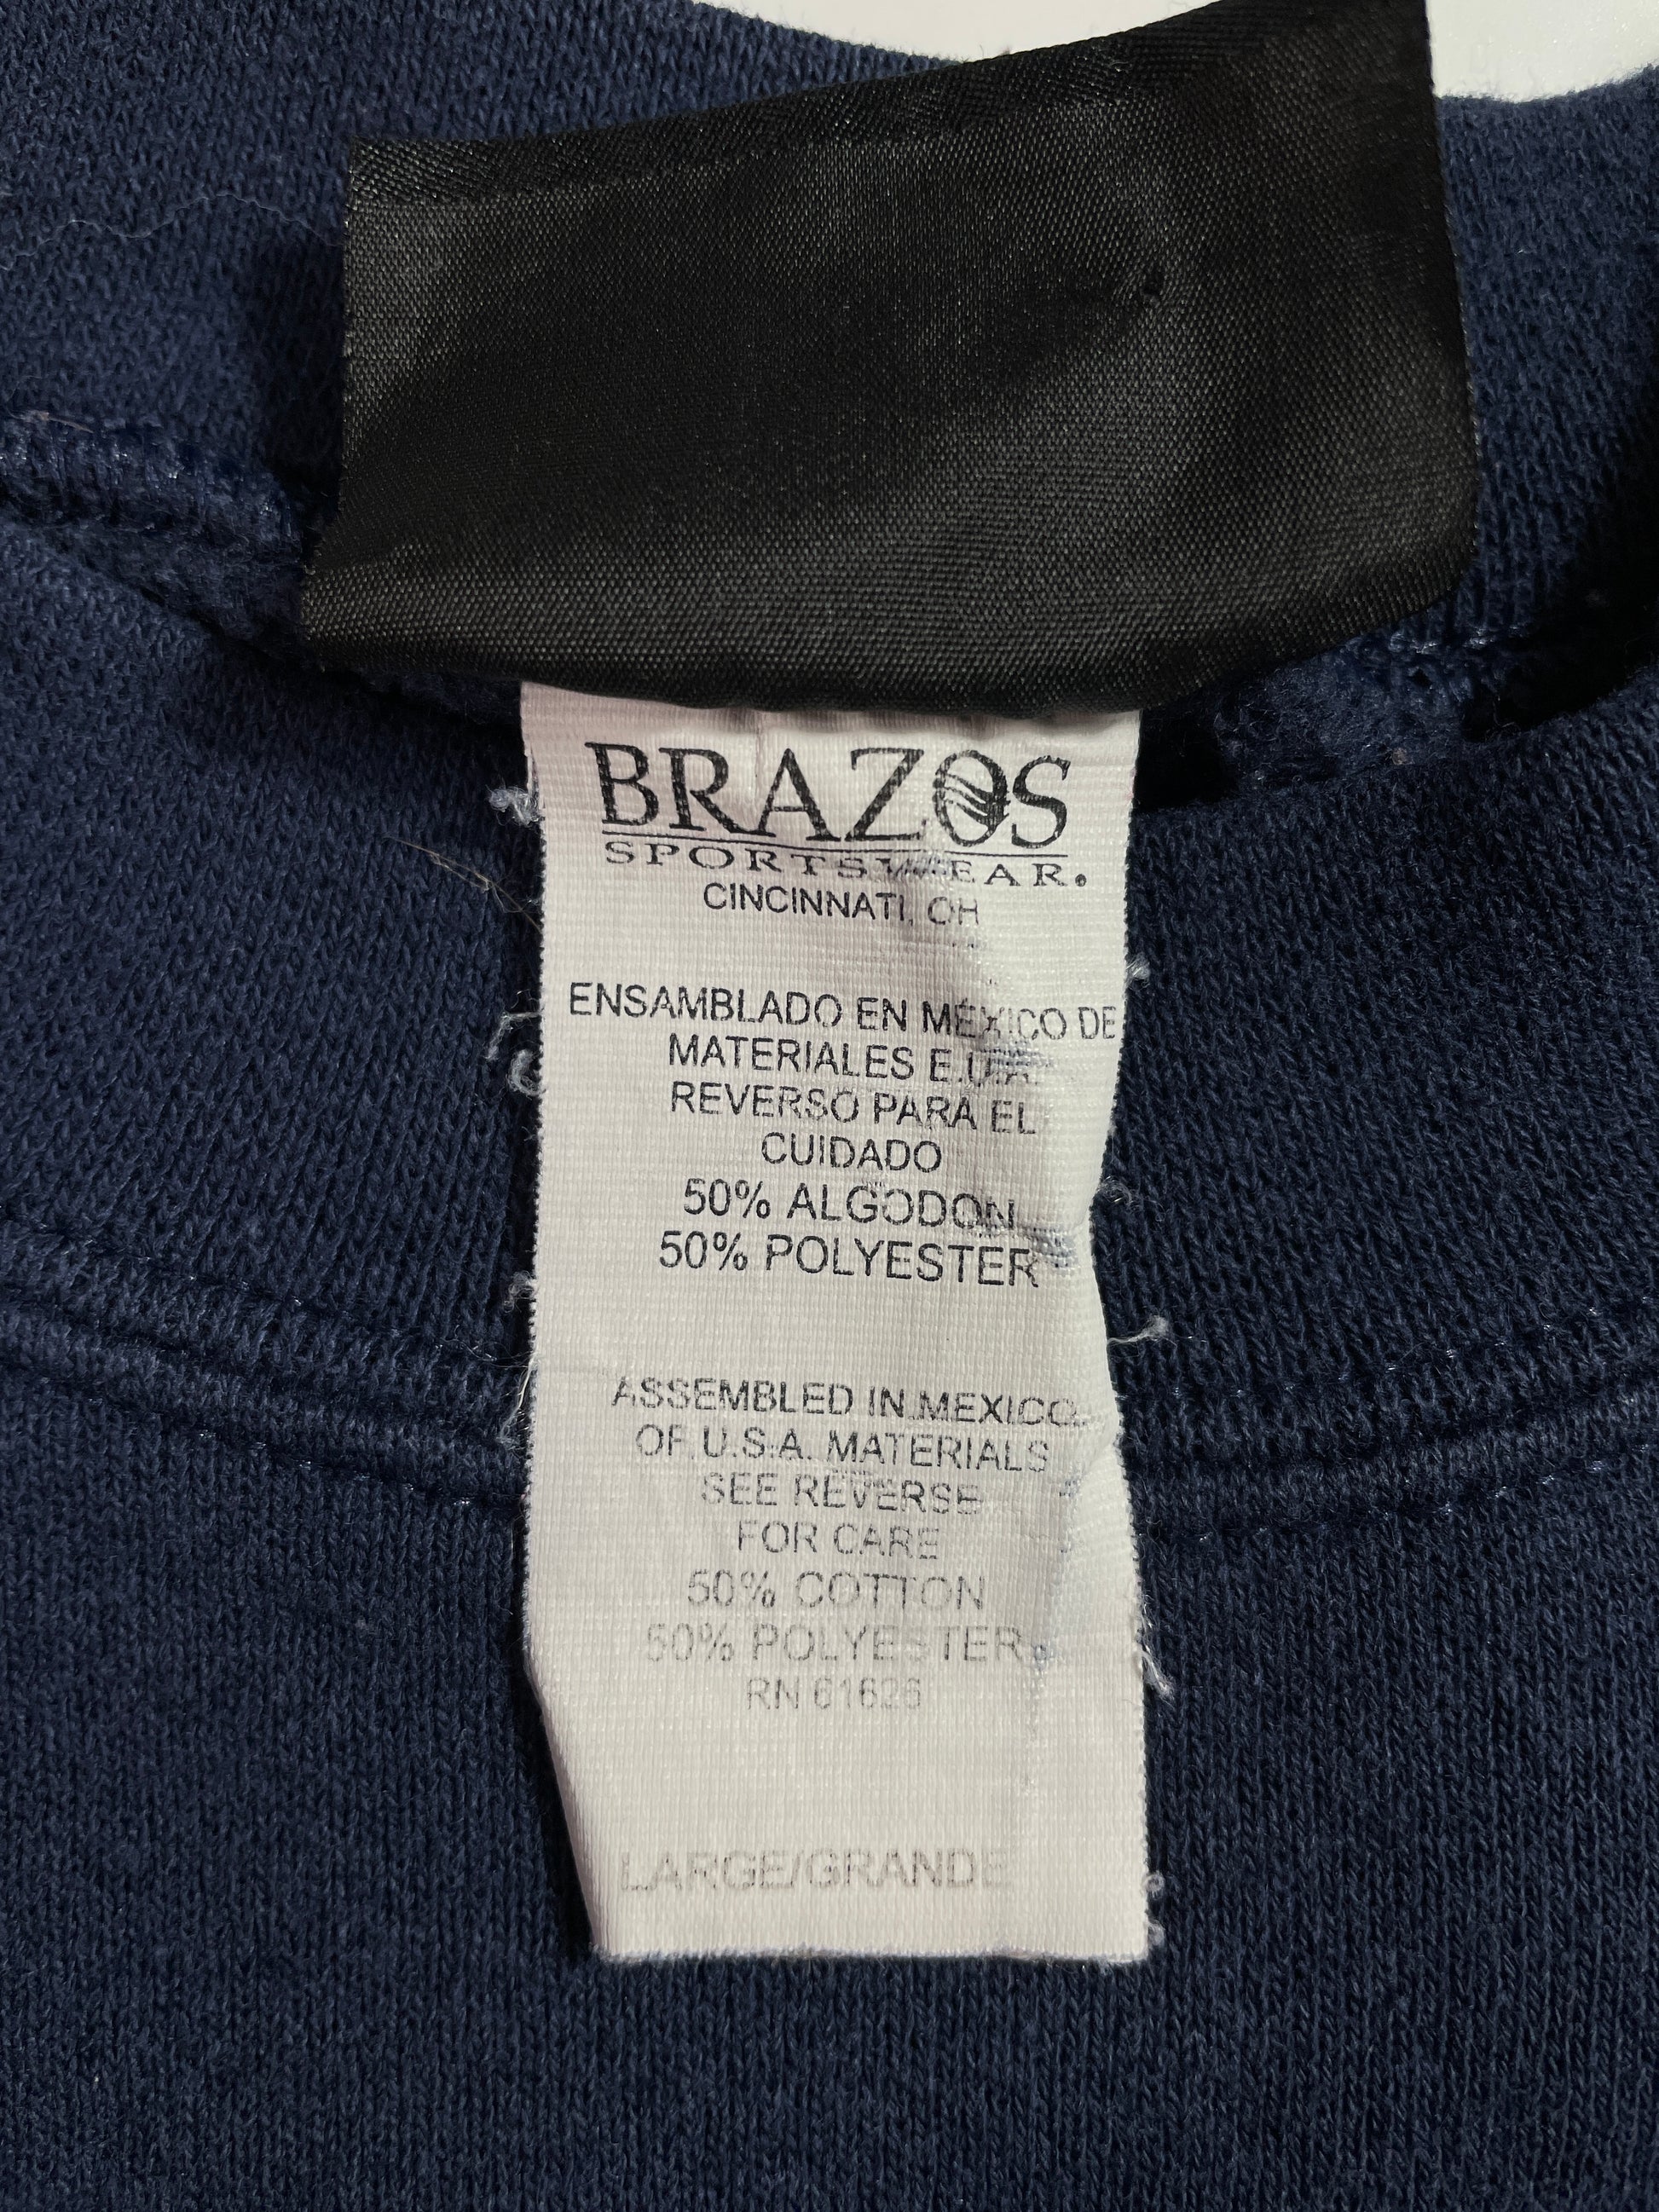 BRAZOS
SPORTSWEAR.
CINCINNATI, OH
ENSAMBLADO EN MÉXICO DE
MATERIALES E.U.A.
REVERSO PARA EL
CUIDADO
50% ALGODON
50% POLYESTER
ASSEMBLED IN MEXICO
OF U.S.A. MATERIALS
SEE REVERSE
FOR CARE
50% COTTON
50% POLYESTER
RN 61626
LARGE/GRANDE